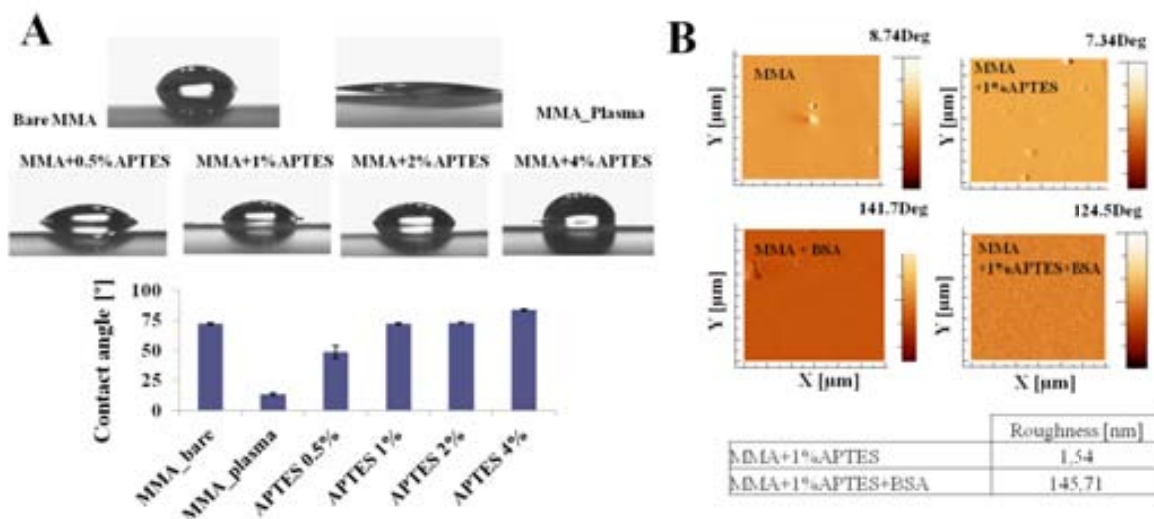 A
Bare MMA
MMA_Plasma
MMA+0.5%APTES MMA+1%APTES MMA+2%APTES MMA+4%APTES
Contact angle [°]
100
75
50
25
0
MMA_bare
MMA_plasma
APTES 0.5%
APTES 1%
APTES 2%
APTES 4%
B
8.74Deg
MMA
Y [µm]
7.34Deg
MMA
+1%APTES
Y [µm]
141.7Deg
MMA + BSA
Y [µm]
X [µm]
124.5Deg
MMA
+1%APTES+BSA
Y [µm]
X [µm]
Roughness [nm]
MMA+1%APTES 1.54
MMA+1%APTES+BSA 145.71